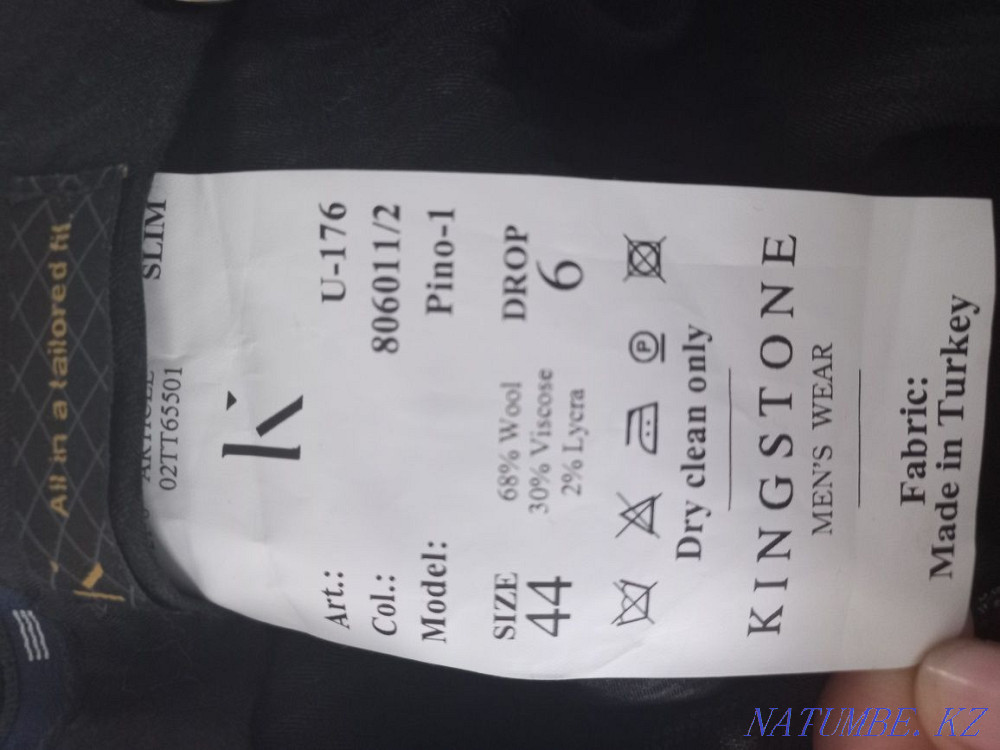 All in a tailored fit.
ARTICLE SLIM
02TT65501
K
Art.: U-176
Col.: 806011/2
Model: Pino-1
SIZE 68% Wool DROP
44 30% Viscose 6
2% Lycra
P
Dry clean only
KINGSTONE
MEN'S WEAR
Fabric:
Made in Turkey
NATUMBE.KZ